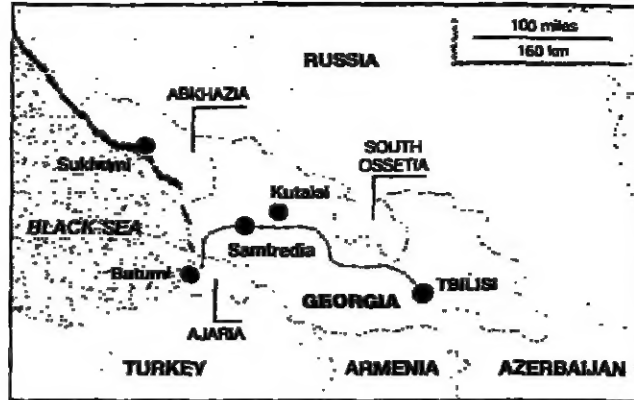 100 miles
160 km
RUSSIA
ABKHAZIA
SOUTH
OSSETIA
Sukhumi
Kutaisi
BLACK SEA
Samtredia
Batumi
TBILISI
GEORGIA
AJARIA
TURKEY
ARMENIA
AZERBAIJAN